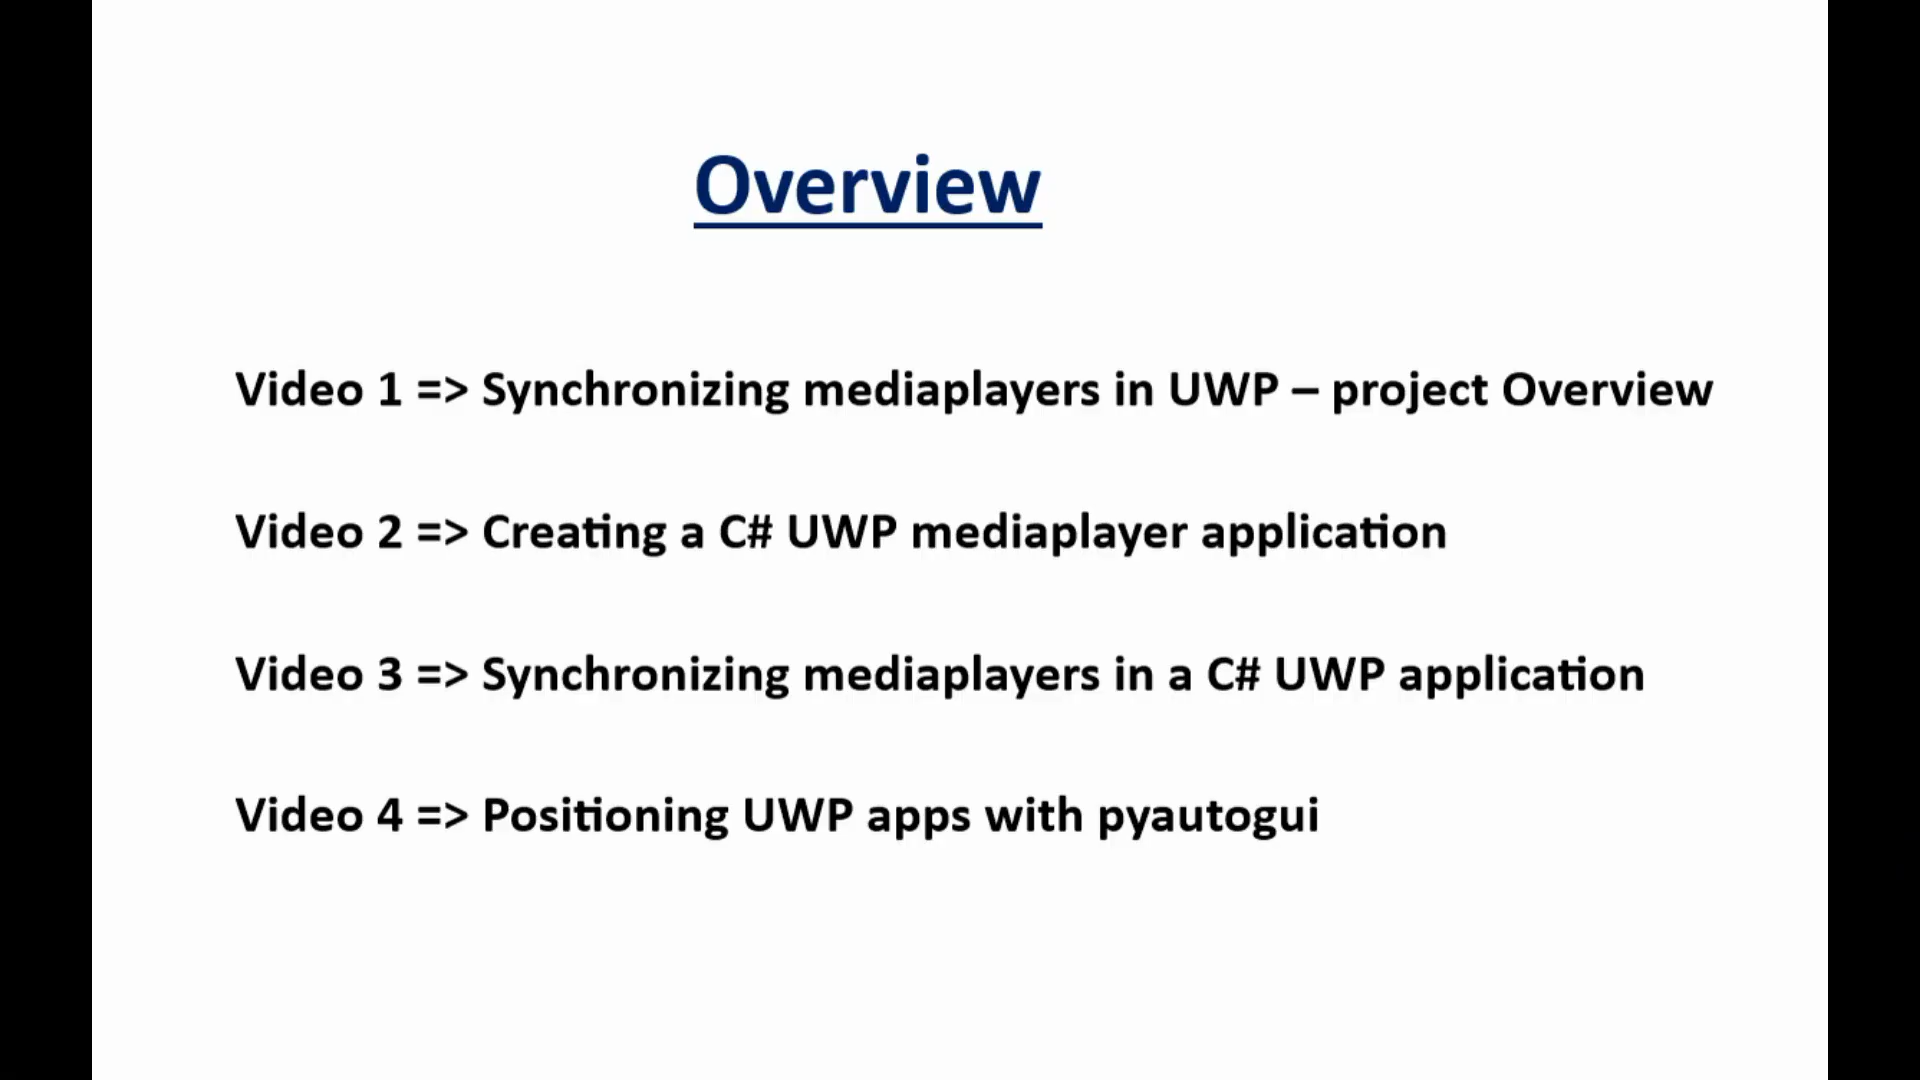 Overview
Video 1 => Synchronizing mediaplayers in UWP – project Overview
Video 2 => Creating a C# UWP mediaplayer application
Video 3 => Synchronizing mediaplayers in a C# UWP application
Video 4 => Positioning UWP apps with pyautogui